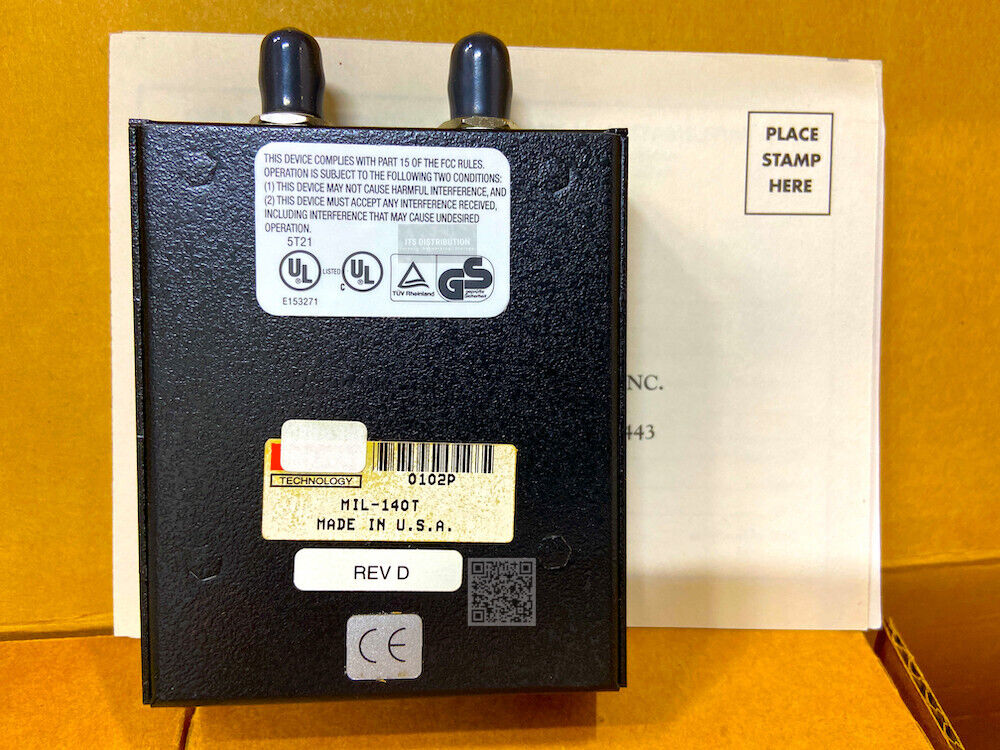 PLACE
STAMP
HERE
THIS DEVICE COMPLIES WITH PART 15 OF THE FCC RULES.
OPERATION IS SUBJECT TO THE FOLLOWING TWO CONDITIONS:
(1) THIS DEVICE MAY NOT CAUSE HARMFUL INTERFERENCE, AND
(2) THIS DEVICE MUST ACCEPT ANY INTERFERENCE RECEIVED,
INCLUDING INTERFERENCE THAT MAY CAUSE UNDESIRED
OPERATION.
ITS DISTRIBUTION
5T21
UL LISTED C UL
E153271
TÜV Rheinland
GS
geprüfte
Sicherheit
NC.
443
TECHNOLOGY
0102P
MIL-140T
MADE IN U.S.A.
REV D
CE